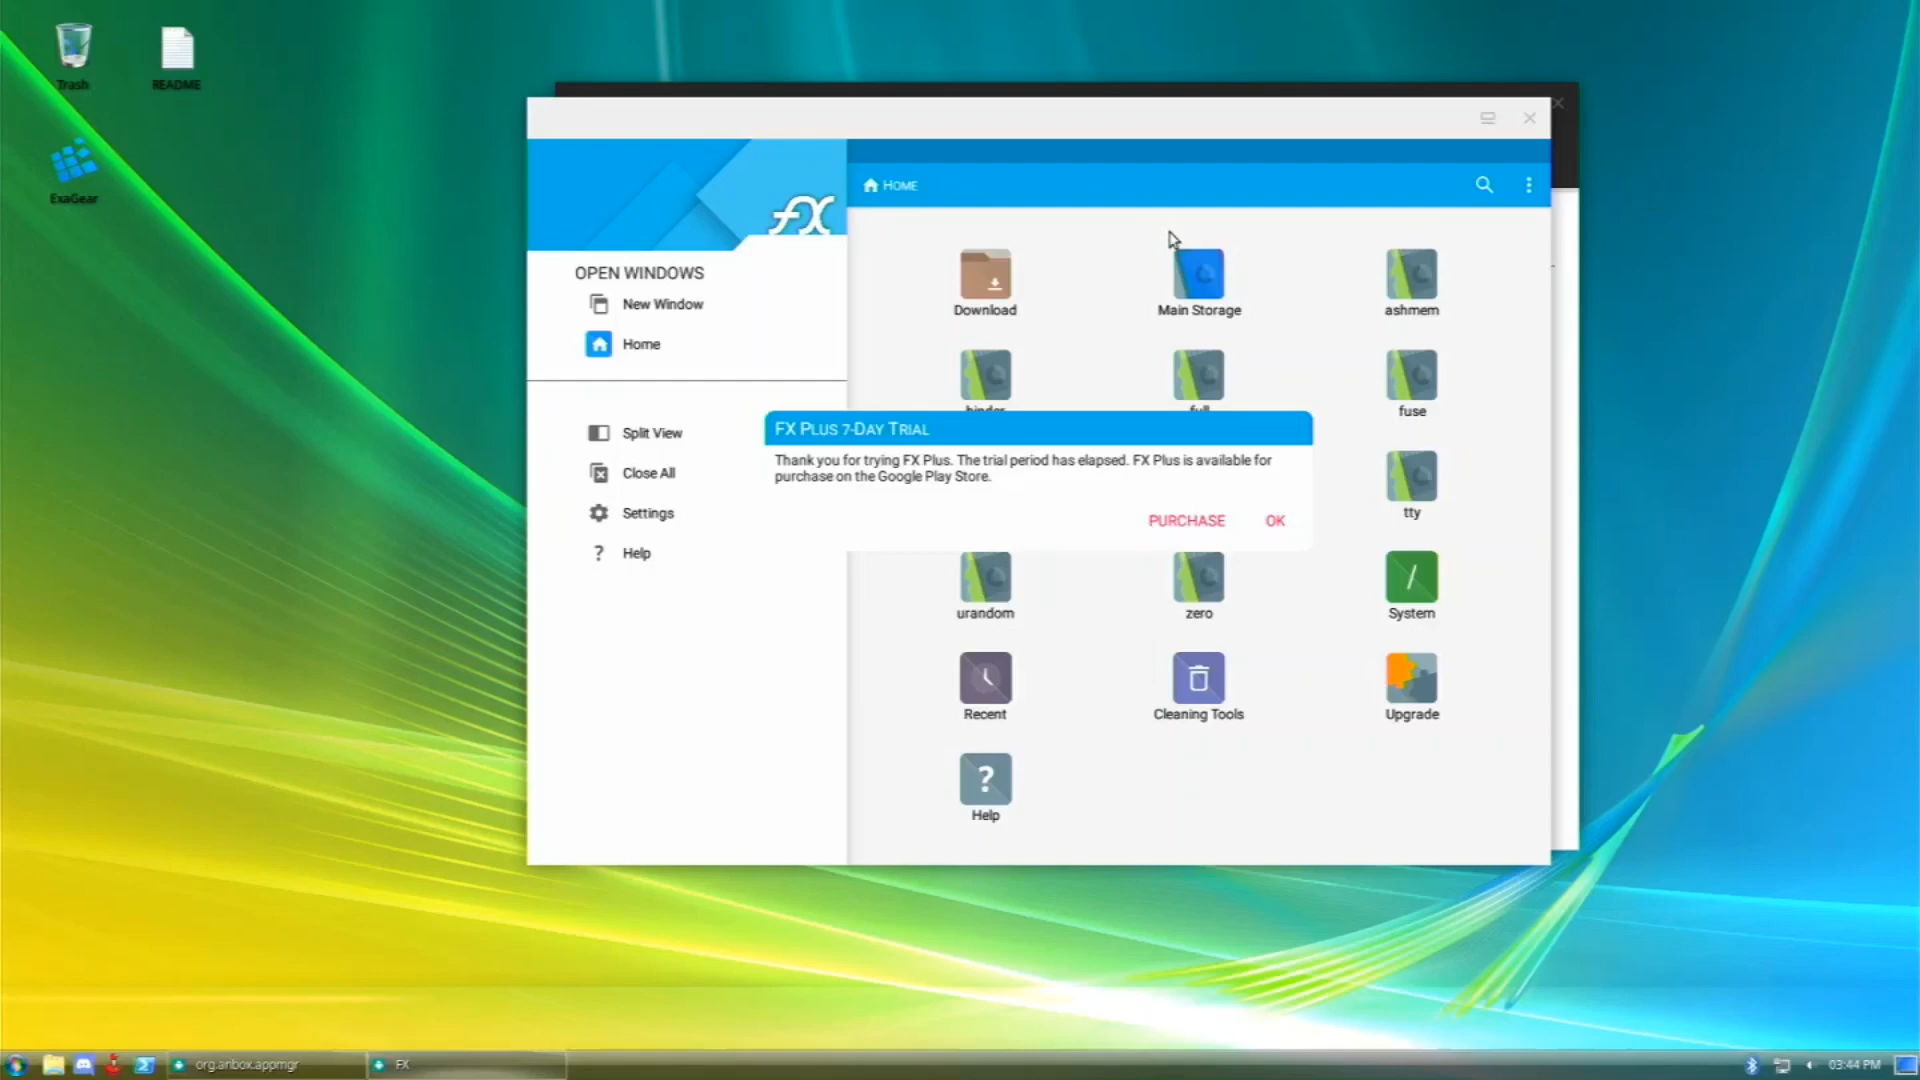 Trash
README
ExaGear
fX
HOME
OPEN WINDOWS
New Window
Home
Split View
Close All
Settings
Help
Download
Main Storage
ashmem
binder
full
fuse
FX PLUS 7-DAY TRIAL
Thank you for trying FX Plus. The trial period has elapsed. FX Plus is available for
purchase on the Google Play Store.
PURCHASE
OK
tty
urandom
zero
System
/
Recent
Cleaning Tools
Upgrade
?
Help
org.anbox.appmgr
FX
03:44 PM